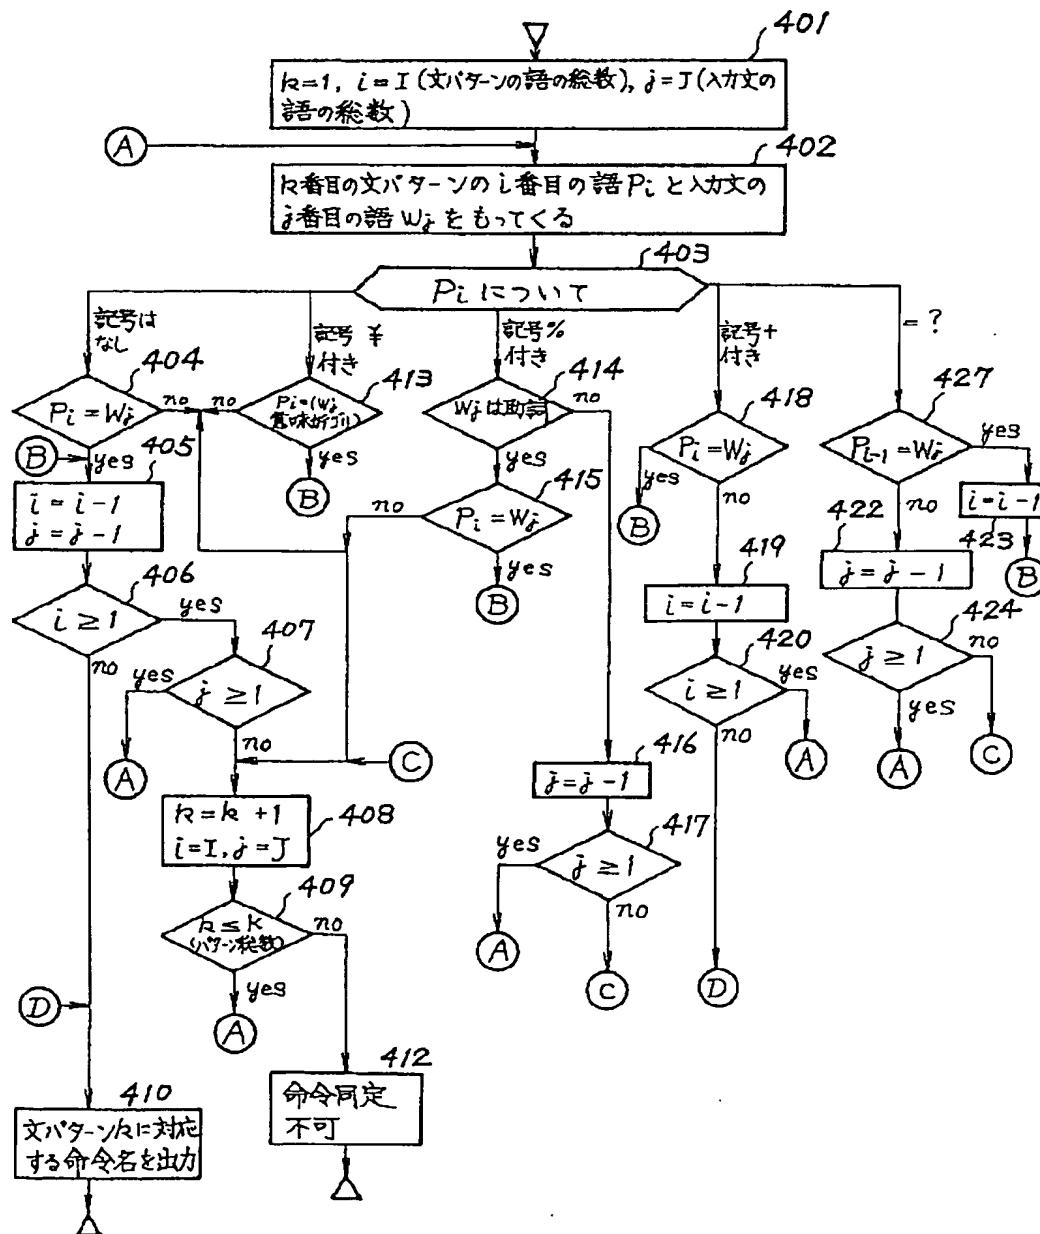 401
k=1, i=I(文パターンの語の総数), j=J(入力文の
語の総数)
A
402
k番目の文パターンのi番目の語Piと入力文の
j番目の語Wjをもってくる
403
Piについて
記号は
なし
記号 ¥
付き
記号%
付き
記号+
付き
=?
404
Pi=Wj
no
no
413
Pi=(Wj
意味カテゴリ)
yes
B
414
Wjは助詞
no
yes
418
Pi=Wj
yes
B
no
427
Pi-1=Wj
yes
no
B
yes
405
i=i-1
j=j-1
415
Pi=Wj
no
yes
B
422
j=j-1
i=i-1
423
B
406
i≥1
yes
no
419
i=i-1
424
j≥1
no
yes
A
C
407
j≥1
yes
no
A
C
420
i≥1
yes
no
A
D
416
j=j-1
408
k=k+1
i=I, j=J
417
j≥1
yes
no
A
C
409
k≤K
(パターン総数)
no
yes
A
D
412
命令同定
不可
410
文パターンkに対応
する命令名を出力